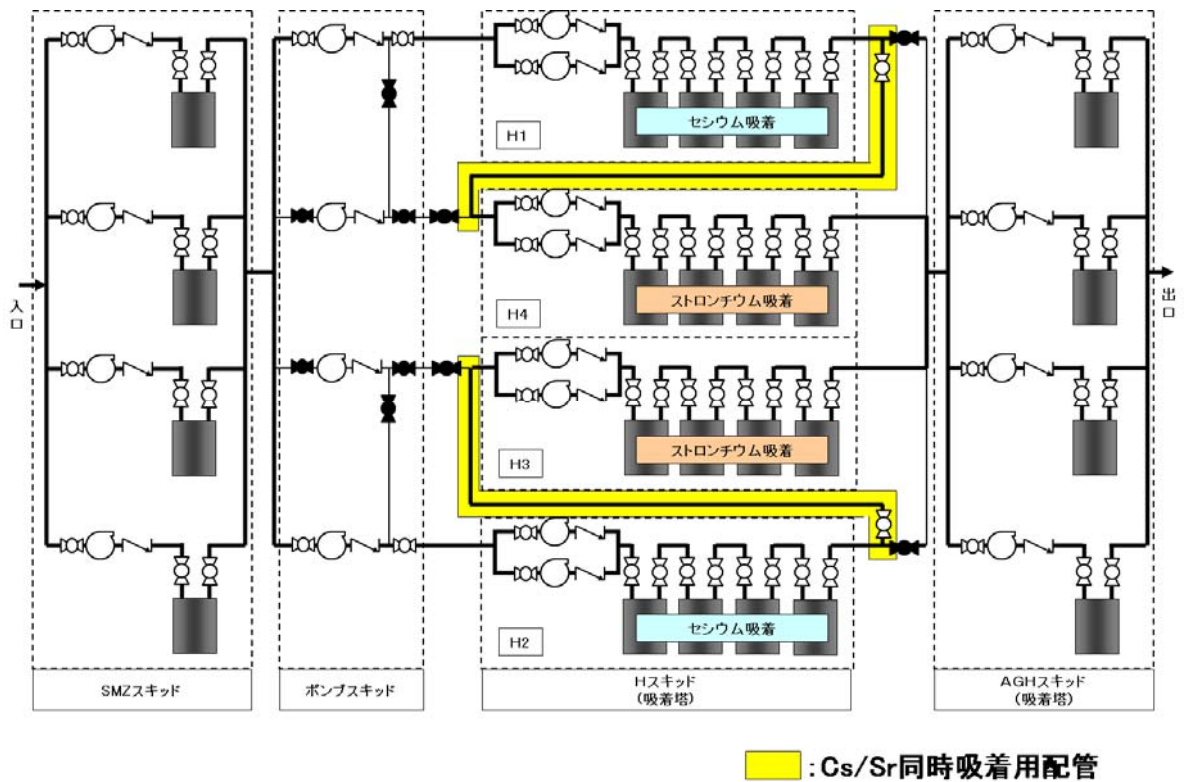 セシウム吸着
H1
ストロンチウム吸着
H4
入口
出口
ストロンチウム吸着
H3
セシウム吸着
H2
SMZスキッド
ポンプスキッド
Hスキッド
(吸着塔)
AGHスキッド
(吸着塔)
:Cs/Sr同時吸着用配管